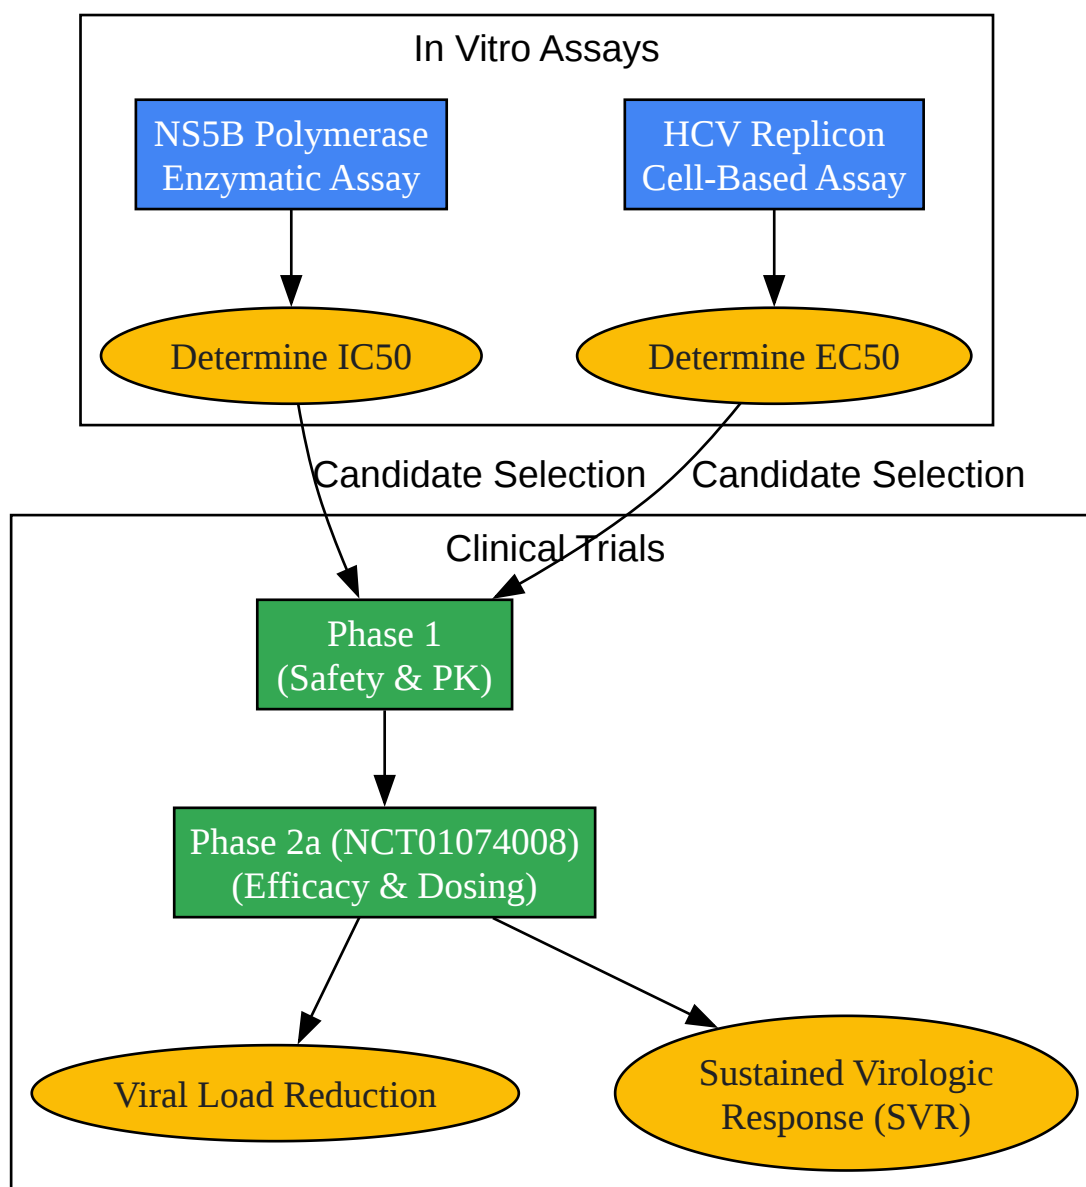 In Vitro Assays
NS5B Polymerase
Enzymatic Assay
HCV Replicon
Cell-Based Assay
Determine IC50
Determine EC50
Candidate Selection
Candidate Selection
Clinical Trials
Phase 1
(Safety & PK)
Phase 2a (NCT01074008)
(Efficacy & Dosing)
Viral Load Reduction
Sustained Virologic
Response (SVR)